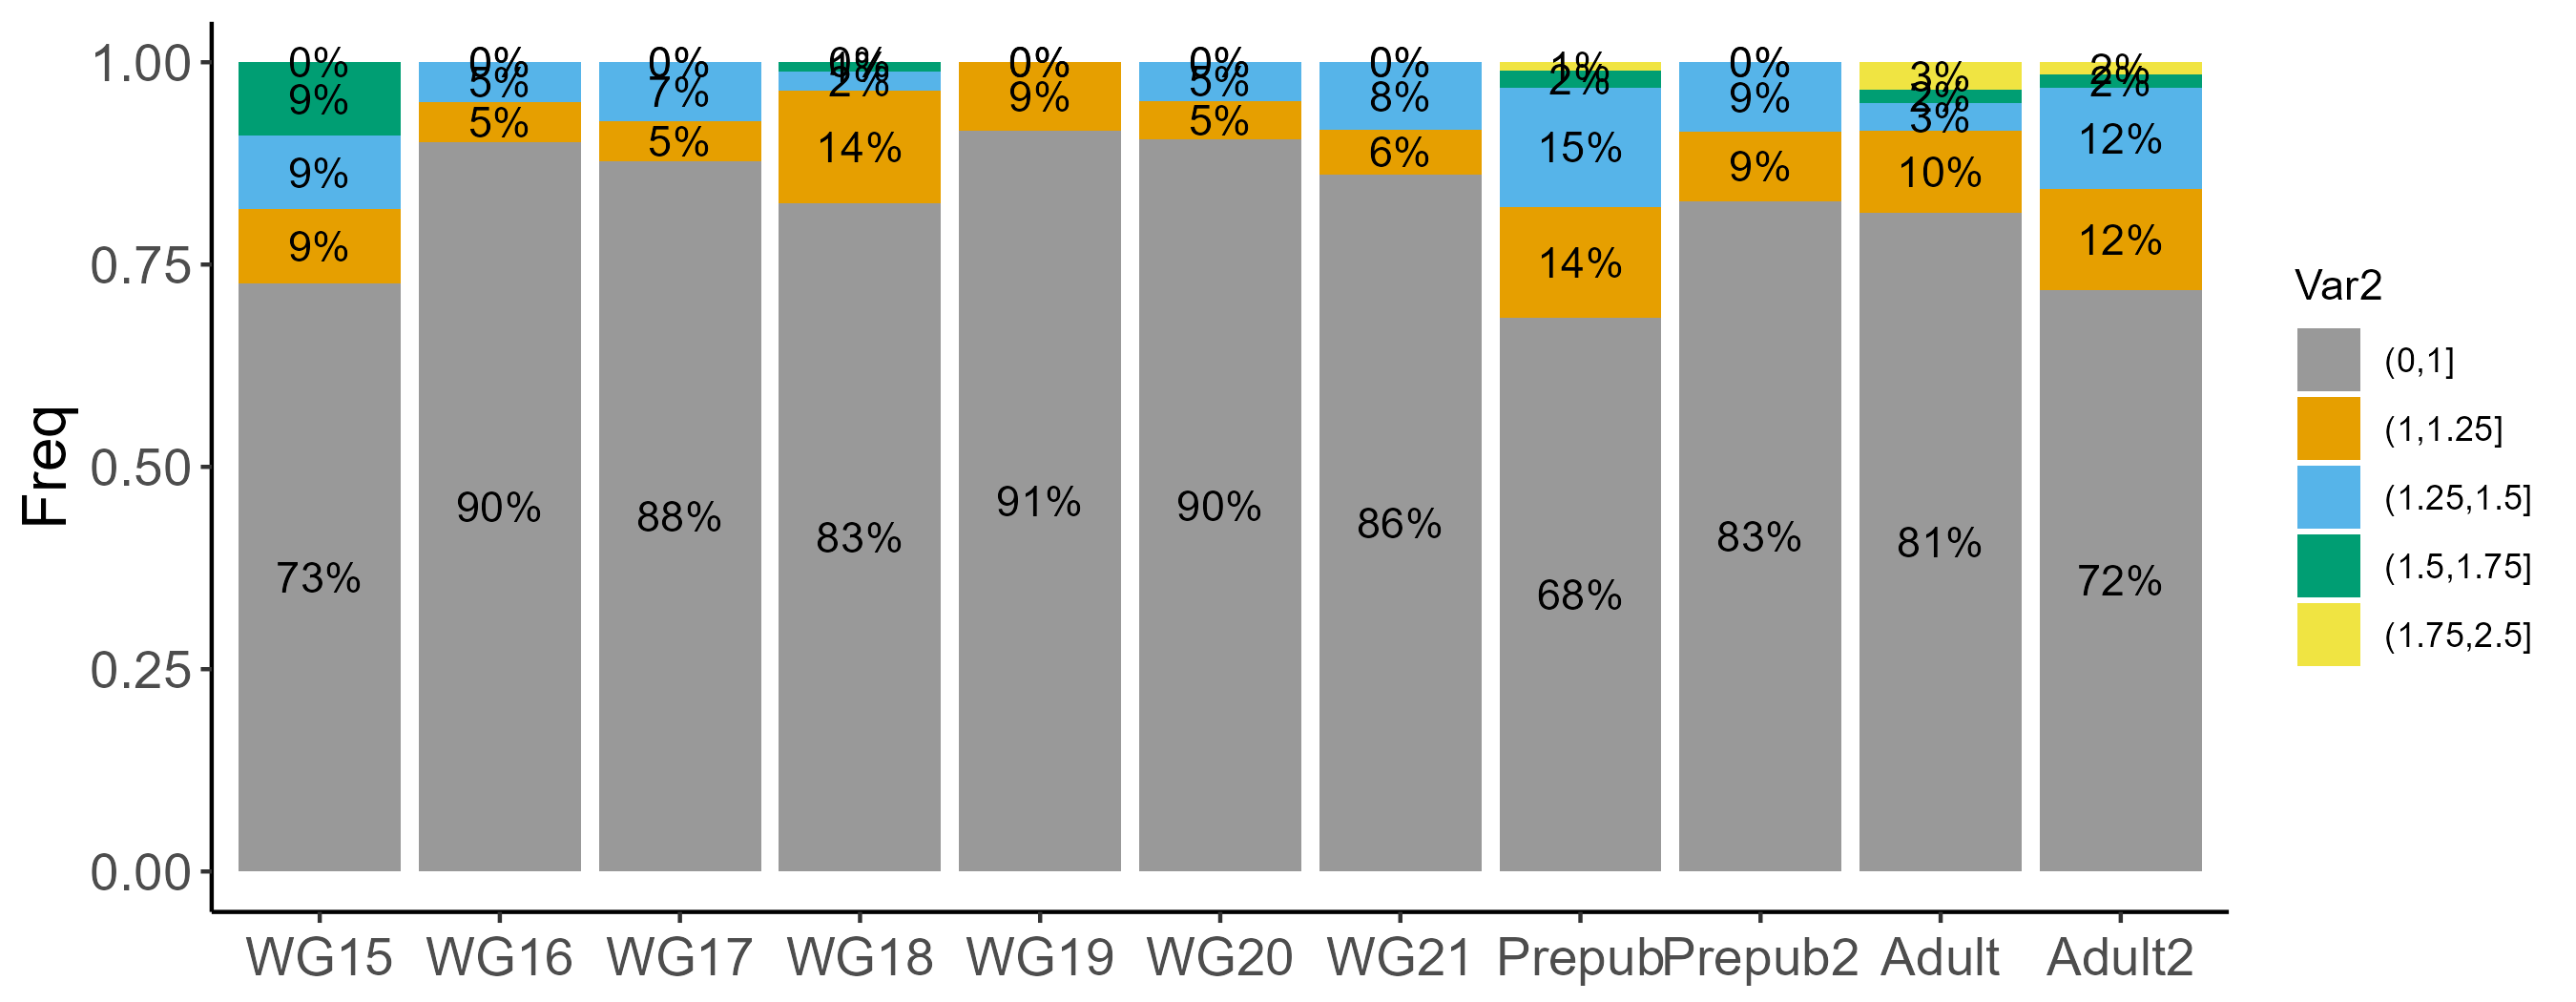 1.00
0.75
0.50
0.25
0.00
Freq
0% 0% 0% 0% 0% 0% 0% 0% 1% 0% 3% 2%
9% 5% 7% 1% 9% 5% 8% 2% 9% 2% 2%
9% 5% 5% 2% 5% 6% 15% 9% 3% 12%
9% 14% 14% 10% 12%
73% 90% 88% 83% 91% 90% 86% 68% 83% 81% 72%
WG15 WG16 WG17 WG18 WG19 WG20 WG21 Prepub Prepub2 Adult Adult2
Var2
(0,1]
(1,1.25]
(1.25,1.5]
(1.5,1.75]
(1.75,2.5]